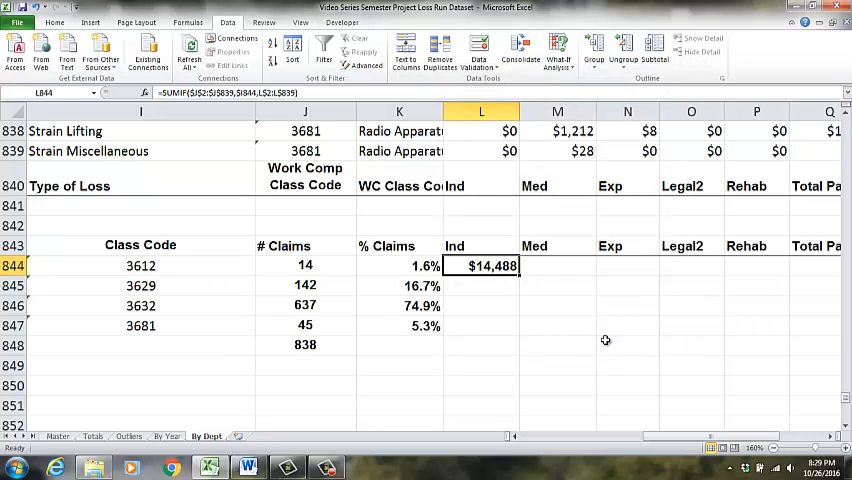 Video Series Semester Project Loss Run Dataset - Microsoft Excel
File Home Insert Page Layout Formulas Data Review View Developer
From Access From Web From Text From Other Sources Existing Connections Refresh All Connections Properties Edit Links Sort Filter Clear Reapply Advanced Text to Columns Remove Duplicates Data Validation Consolidate What-If Analysis Group Ungroup Subtotal Show Detail Hide Detail
Get External Data Connections Sort & Filter Data Tools Outline
L844 fx =SUMIF($J$2:$J$839,$I844,L$2:L$839)
I J K L M N O P Q
838 Strain Lifting 3681 Radio Apparat $0 $1,212 $8 $0 $0 $1
839 Strain Miscellaneous 3681 Radio Apparat $0 $28 $0 $0 $0
840 Type of Loss Work Comp Class Code WC Class Co Ind Med Exp Legal2 Rehab Total Pa
841
842
843 Class Code # Claims % Claims Ind Med Exp Legal2 Rehab Total Pa
844 3612 14 1.6% $14,488
845 3629 142 16.7%
846 3632 637 74.9%
847 3681 45 5.3%
848 838
849
850
851
852
Master Totals Outliers By Year By Dept
Ready 160%
8:29 PM
10/26/2016